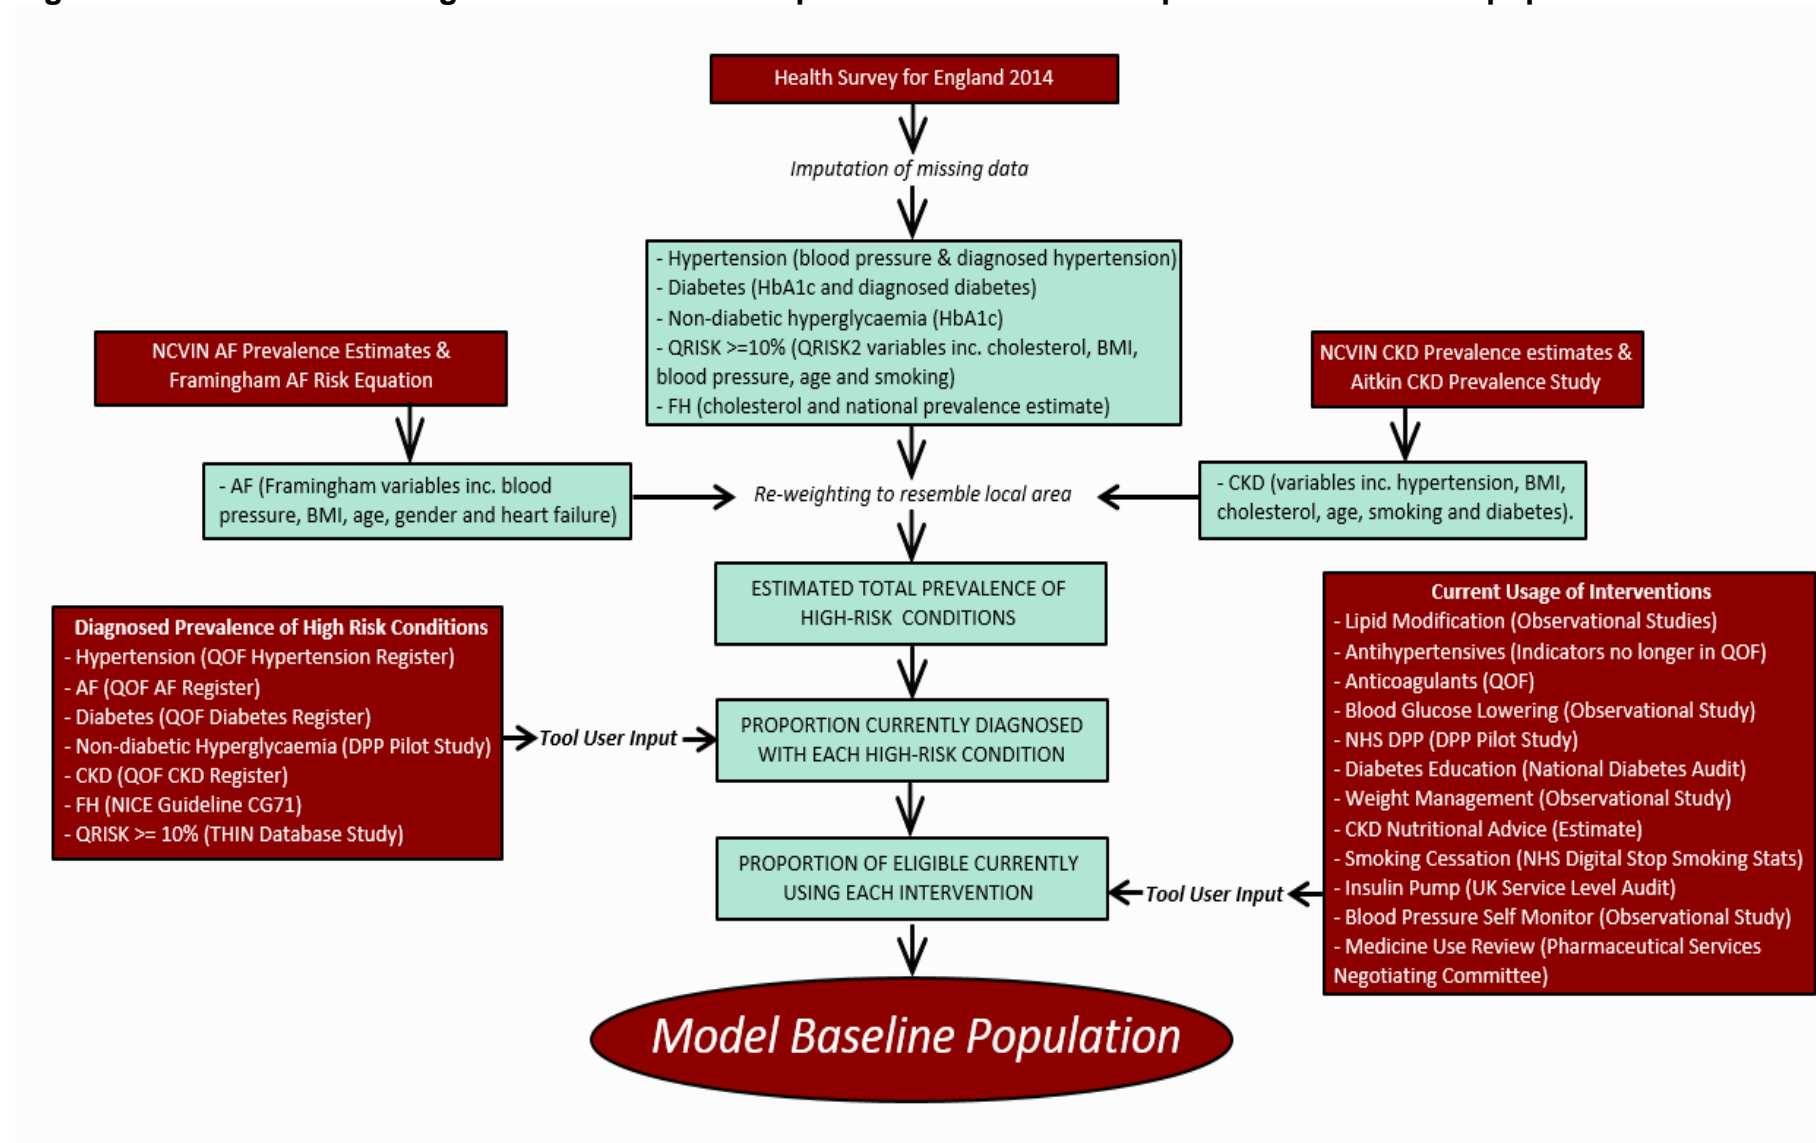 Health Survey for England 2014
Imputation of missing data
- Hypertension (blood pressure & diagnosed hypertension)
- Diabetes (HbA1c and diagnosed diabetes)
- Non-diabetic hyperglycaemia (HbA1c)
- QRISK >=10% (QRISK2 variables inc. cholesterol, BMI,
blood pressure, age and smoking)
- FH (cholesterol and national prevalence estimate)
NCVIN AF Prevalence Estimates &
Framingham AF Risk Equation
NCVIN CKD Prevalence estimates &
Aitkin CKD Prevalence Study
- AF (Framingham variables inc. blood
pressure, BMI, age, gender and heart failure)
Re-weighting to resemble local area
- CKD (variables inc. hypertension, BMI,
cholesterol, age, smoking and diabetes).
ESTIMATED TOTAL PREVALENCE OF
HIGH-RISK CONDITIONS
Diagnosed Prevalence of High Risk Conditions
- Hypertension (QOF Hypertension Register)
- AF (QOF AF Register)
- Diabetes (QOF Diabetes Register)
- Non-diabetic Hyperglycaemia (DPP Pilot Study)
- CKD (QOF CKD Register)
- FH (NICE Guideline CG71)
- QRISK >= 10% (THIN Database Study)
Tool User Input
PROPORTION CURRENTLY DIAGNOSED
WITH EACH HIGH-RISK CONDITION
PROPORTION OF ELIGIBLE CURRENTLY
USING EACH INTERVENTION
Tool User Input
Current Usage of Interventions
- Lipid Modification (Observational Studies)
- Antihypertensives (Indicators no longer in QOF)
- Anticoagulants (QOF)
- Blood Glucose Lowering (Observational Study)
- NHS DPP (DPP Pilot Study)
- Diabetes Education (National Diabetes Audit)
- Weight Management (Observational Study)
- CKD Nutritional Advice (Estimate)
- Smoking Cessation (NHS Digital Stop Smoking Stats)
- Insulin Pump (UK Service Level Audit)
- Blood Pressure Self Monitor (Observational Study)
- Medicine Use Review (Pharmaceutical Services
Negotiating Committee)
Model Baseline Population